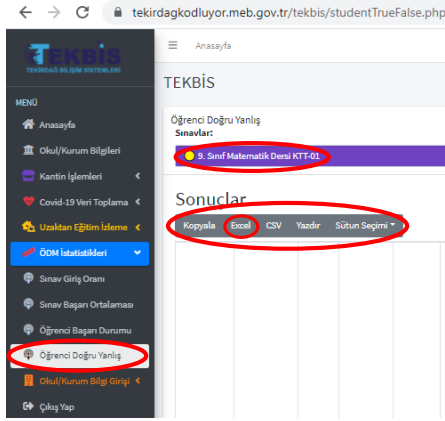 tekirdagkodluyor.meb.gov.tr/tekbis/studentTrueFalse.php
TEKBİS
TEKİRDAĞ BİLİŞİM SİSTEMLERİ
Anasayfa
TEKBİS
MENÜ
Anasayfa
Okul/Kurum Bilgileri
Kantin İşlemleri
Covid-19 Veri Toplama
Uzaktan Eğitim İzleme
ÖDM İstatistikleri
Sınav Giriş Oranı
Sınav Başarı Ortalaması
Öğrenci Başarı Durumu
Öğrenci Doğru Yanlış
Okul/Kurum Bilgi Girişi
Çıkış Yap
Öğrenci Doğru Yanlış
Sınavlar:
9. Sınıf Matematik Dersi KTT-01
Sonuçlar
Kopyala Excel CSV Yazdır Sütun Seçimi